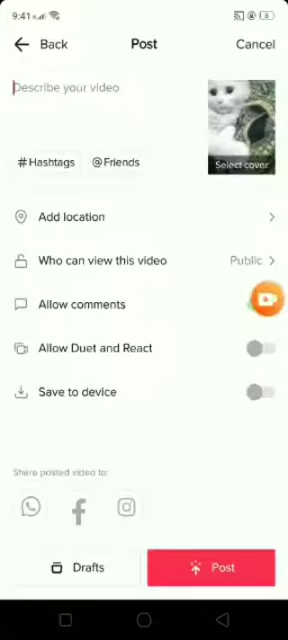 9:41
Back
Post
Cancel
Describe your video
Select cover
#Hashtags
@Friends
Add location
Who can view this video
Public
Allow comments
Allow Duet and React
Save to device
Share posted video to:
Drafts
Post